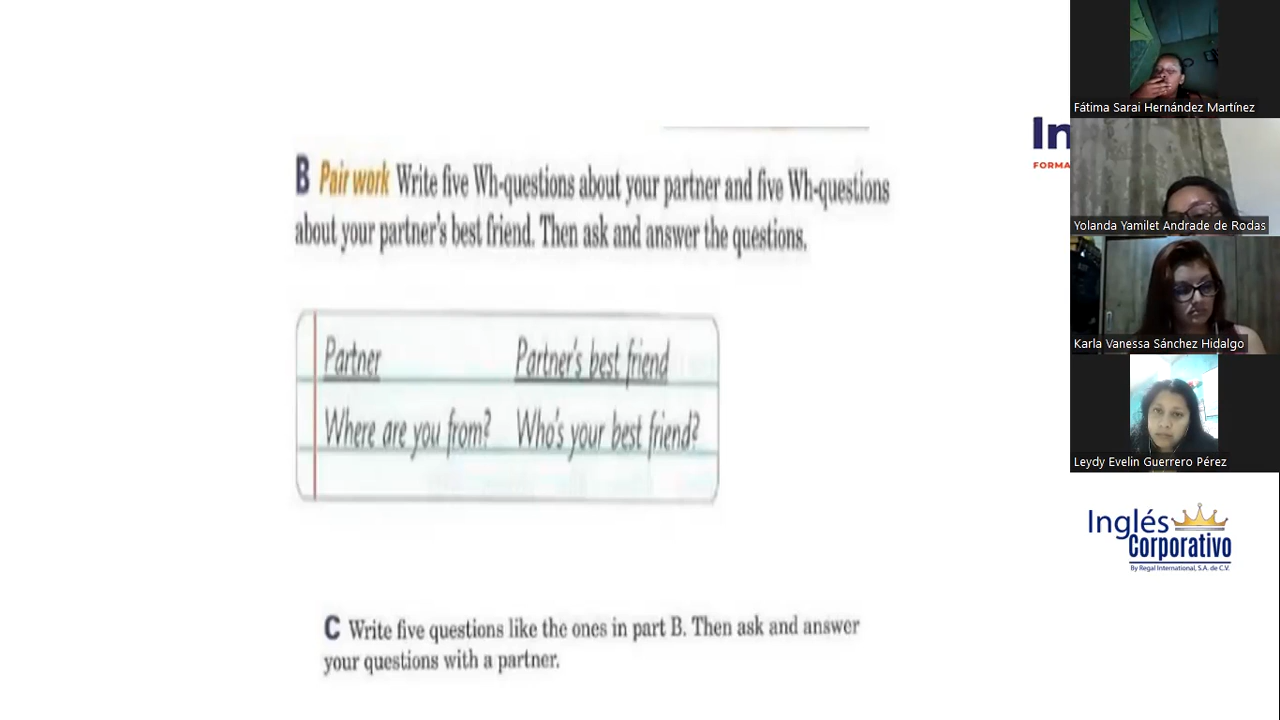 B Pair work Write five Wh-questions about your partner and five Wh-questions
about your partner's best friend. Then ask and answer the questions.
Partner Partner's best friend
Where are you from? Who's your best friend?
C Write five questions like the ones in part B. Then ask and answer
your questions with a partner.
In
FORMA
Fátima Sarai Hernández Martínez
Yolanda Yamilet Andrade de Rodas
Karla Vanessa Sánchez Hidalgo
Leydy Evelin Guerrero Pérez
Inglés
Corporativo
By Regal International, S.A. de C.V.